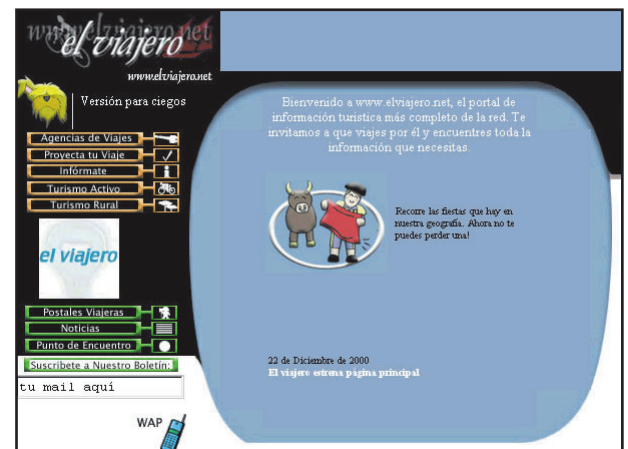 www.elviajero.net
el viajero
www.elviajero.net
Versión para ciegos
Agencias de Viajes
Proyecta tu Viaje
Infórmate
Turismo Activo
Turismo Rural
el viajero
Postales Viajeras
Noticias
Punto de Encuentro
Suscribete a Nuestro Boletín:
tu mail aquí
WAP
Bienvenido a www.elviajero.net, el portal de
información turística más completo de la red. Te
invitamos a que viajes por él y encuentres toda la
información que necesitas.
Recorre las fiestas que hay en
nuestra geografía. Ahora no te
puedes perder una!
22 de Diciembre de 2000
El viajero estrena página principal